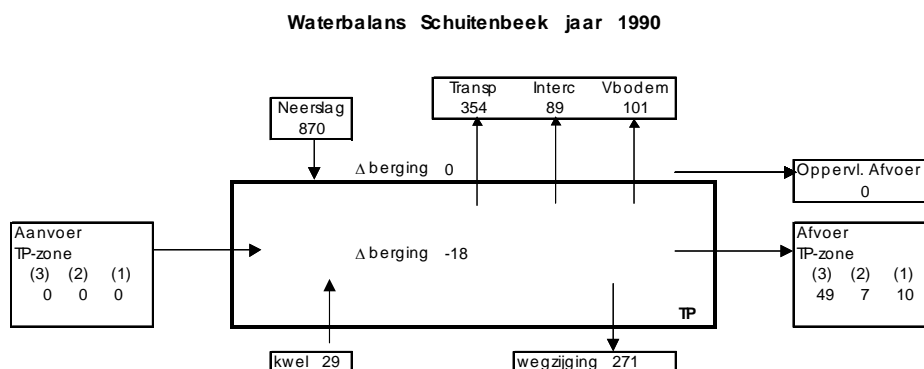 Waterbalans Schuitenbeek jaar 1990
Transp Interc Vbodem
354 89 101
Neerslag
870
Δ berging 0
Oppervl. Afvoer
0
Aanvoer
TP-zone
(3) (2) (1)
0 0 0
Δ berging -18
Afvoer
TP-zone
(3) (2) (1)
49 7 10
TP
kwel 29
wegzijging 271